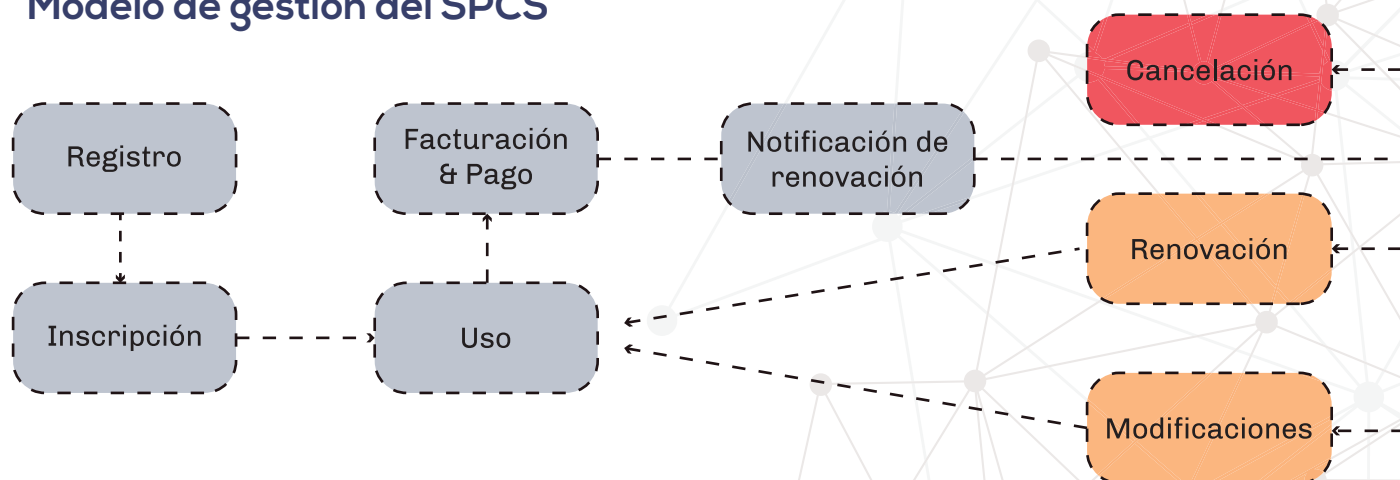 Modelo de gestión del SPCS
Cancelación
Registro
Facturación
& Pago
Notificación de
renovación
Renovación
Inscripción
Uso
Modificaciones